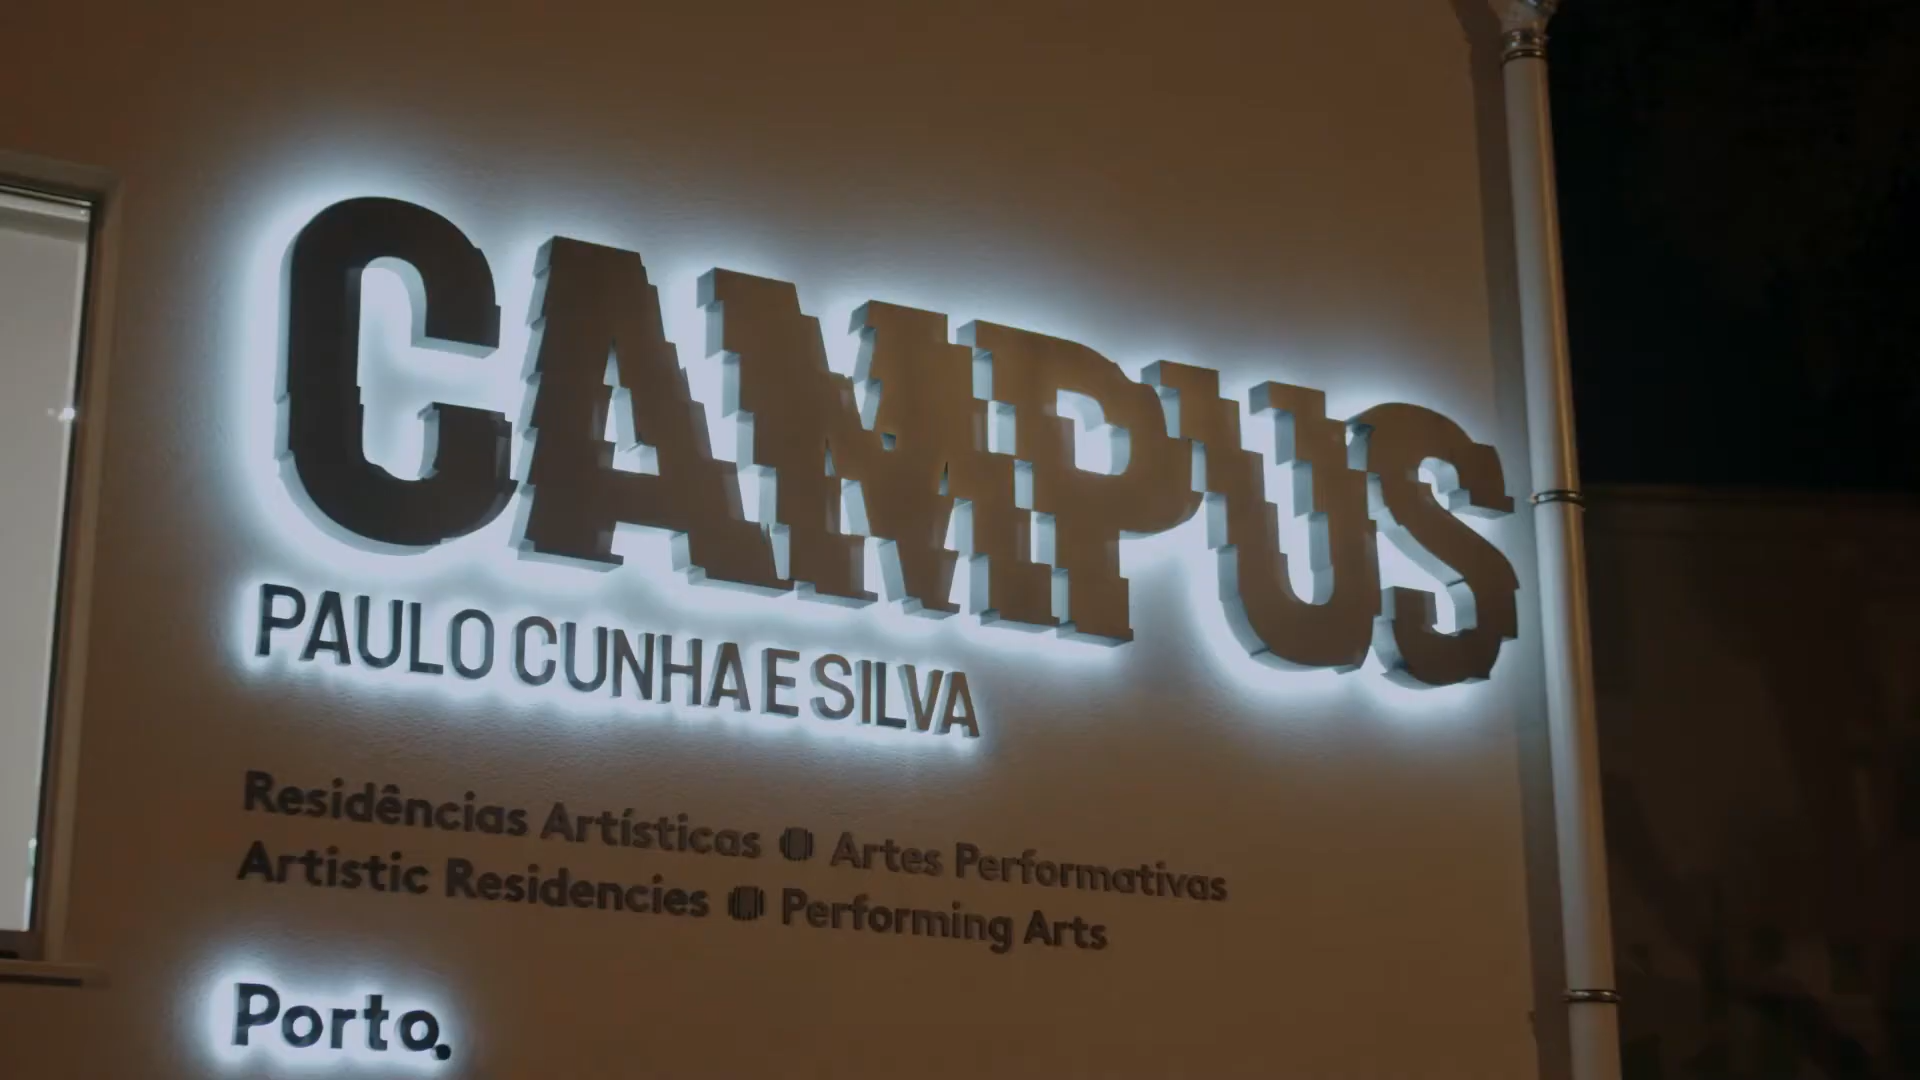 CAMPUS
PAULO CUNHA E SILVA
Residências Artísticas Artes Performativas
Artistic Residencies Performing Arts
Porto.